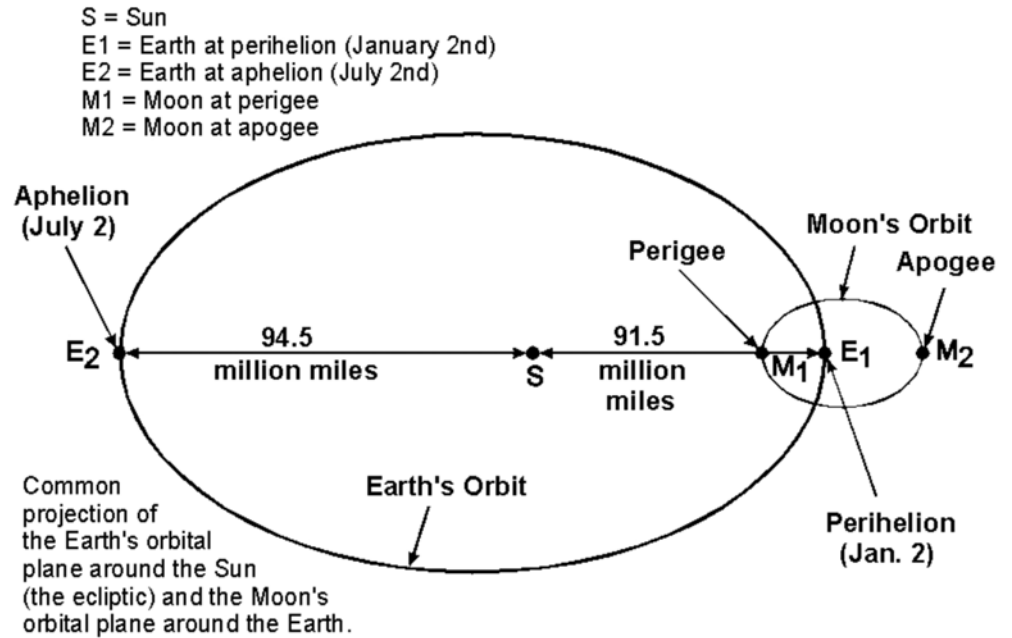 S = Sun
E1 = Earth at perihelion (January 2nd)
E2 = Earth at aphelion (July 2nd)
M1 = Moon at perigee
M2 = Moon at apogee
Aphelion
(July 2)
Moon's Orbit
Perigee
Apogee
E2
94.5
million miles
S
91.5
million
miles
M1
E1
M2
Common
projection of
the Earth's orbital
plane around the Sun
(the ecliptic) and the Moon's
orbital plane around the Earth.
Earth's Orbit
Perihelion
(Jan. 2)